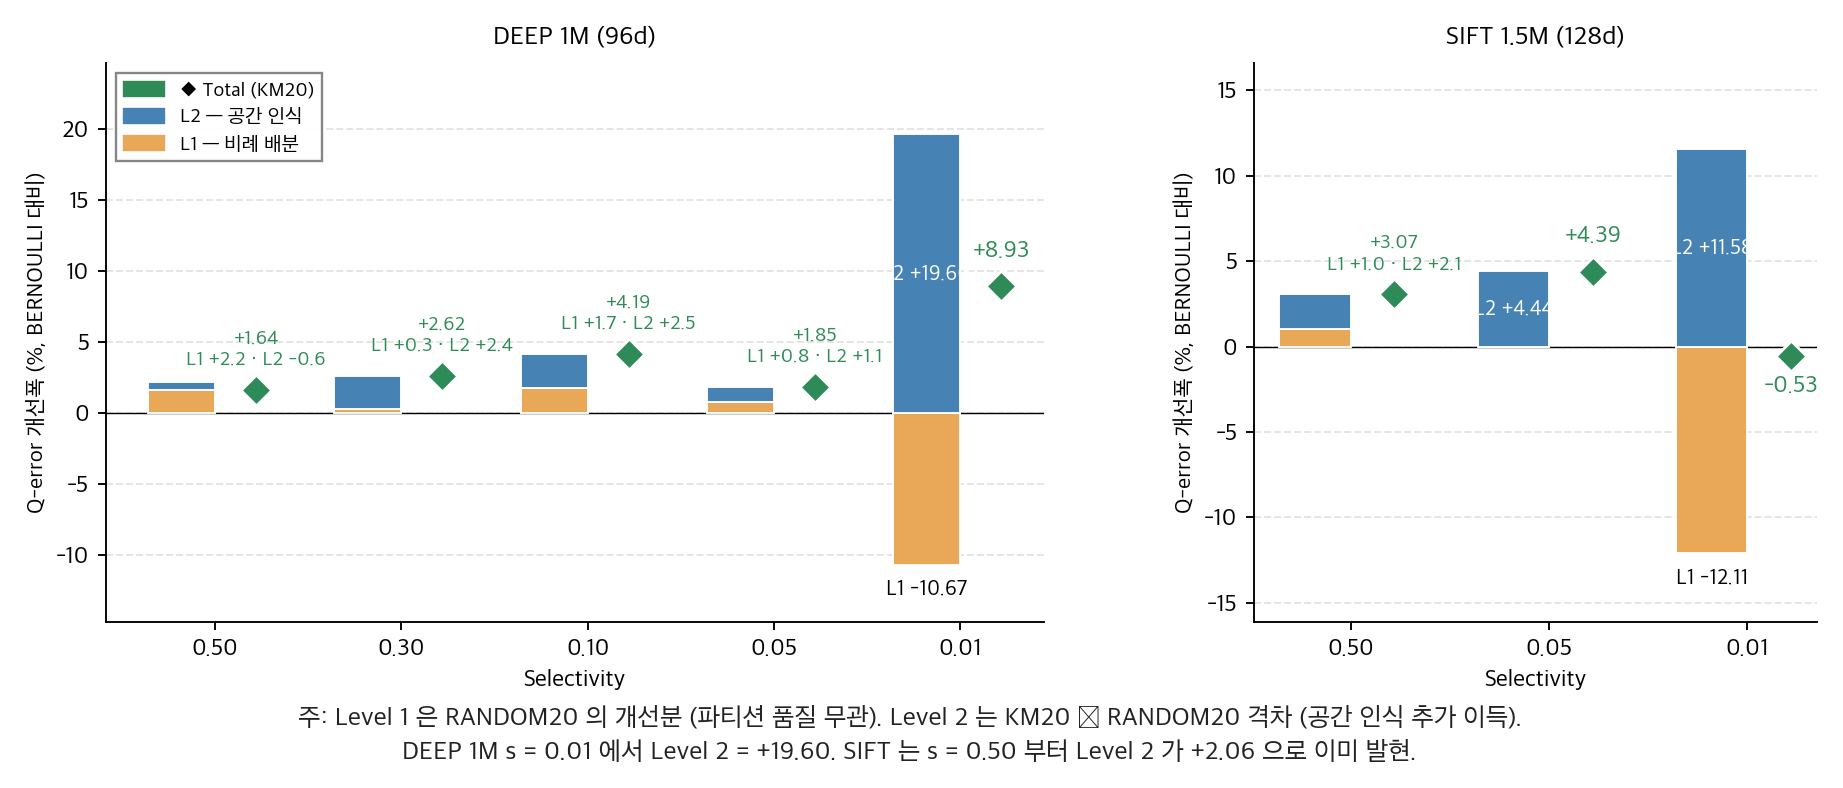 DEEP 1M (96d)
◆ Total (KM20)
L2 — 공간 인식
L1 — 비례 배분
Q-error 개선폭 (%, BERNOULLI 대비)
20
15
10
5
0
-5
-10
+1.64
L1 +2.2 · L2 -0.6
+2.62
L1 +0.3 · L2 +2.4
+4.19
L1 +1.7 · L2 +2.5
+1.85
L1 +0.8 · L2 +1.1
2 +19.6
+8.93
L1 -10.67
0.50 0.30 0.10 0.05 0.01
Selectivity
SIFT 1.5M (128d)
Q-error 개선폭 (%, BERNOULLI 대비)
15
10
5
0
-5
-10
-15
+3.07
L1 +1.0 · L2 +2.1
+4.39
L2 +4.44
L2 +11.58
-0.53
L1 -12.11
0.50 0.05 0.01
Selectivity
주: Level 1 은 RANDOM20 의 개선분 (파티션 품질 무관). Level 2 는 KM20 ☒ RANDOM20 격차 (공간 인식 추가 이득).
DEEP 1M s = 0.01 에서 Level 2 = +19.60. SIFT 는 s = 0.50 부터 Level 2 가 +2.06 으로 이미 발현.